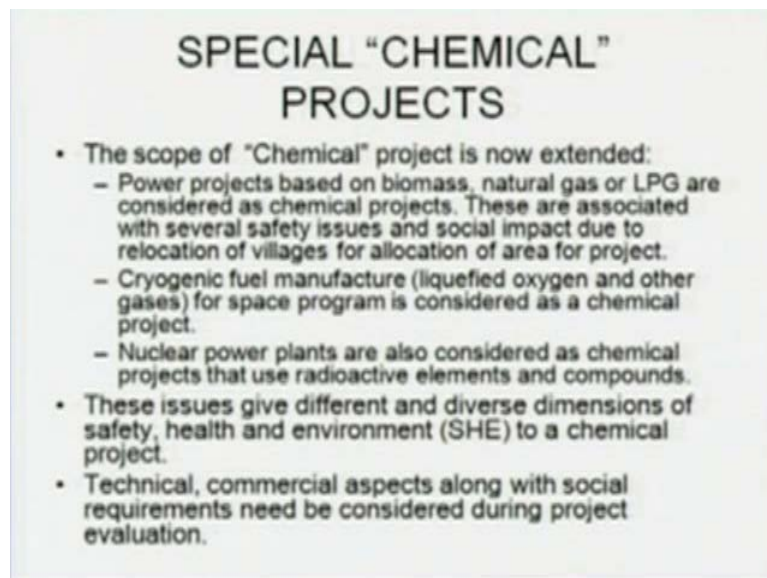 SPECIAL "CHEMICAL"
PROJECTS
• The scope of "Chemical" project is now extended:
– Power projects based on biomass, natural gas or LPG are
considered as chemical projects. These are associated
with several safety issues and social impact due to
relocation of villages for allocation of area for project.
– Cryogenic fuel manufacture (liquefied oxygen and other
gases) for space program is considered as a chemical
project.
– Nuclear power plants are also considered as chemical
projects that use radioactive elements and compounds.
• These issues give different and diverse dimensions of
safety, health and environment (SHE) to a chemical
project.
• Technical, commercial aspects along with social
requirements need be considered during project
evaluation.